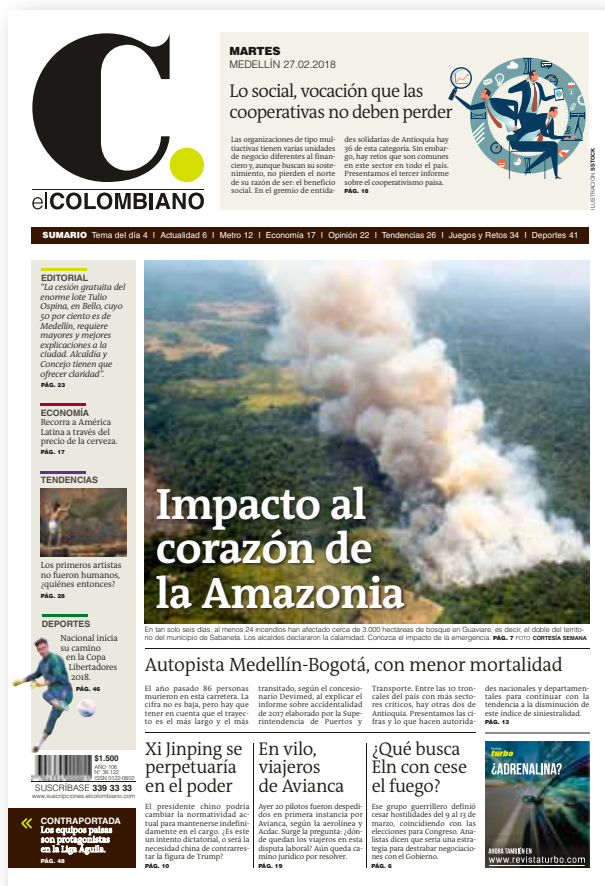 C.
elCOLOMBIANO
MARTES
MEDELLÍN 27.02.2018
Lo social, vocación que las
cooperativas no deben perder
Las organizaciones de tipo mul-
tiactivas tienen varias unidades
de negocio diferentes al finan-
ciero y, aunque buscan su soste-
nimiento, no pierden el norte
de su razón de ser: el beneficio
social. En el gremio de entida-
des solidarias de Antioquia hay
36 de esta categoría. Sin embar-
go, hay retos que son comunes
en este sector en todo el país.
Presentamos el tercer informe
sobre el cooperativismo paisa.
PÁG. 18
ILUSTRACIÓN SSTOCK
SUMARIO Tema del día 4 I Actualidad 6 I Metro 12 I Economía 17 I Opinión 22 I Tendencias 26 I Juegos y Retos 34 I Deportes 41
EDITORIAL
“La cesión gratuita del
enorme lote Tulio
Ospina, en Bello, cuyo
50 por ciento es de
Medellín, requiere
mayores y mejores
explicaciones a la
ciudad. Alcaldía y
Concejo tienen que
ofrecer claridad”.
PÁG. 23
ECONOMÍA
Recorra a América
Latina a través del
precio de la cerveza.
PÁG. 17
TENDENCIAS
Los primeros artistas
no fueron humanos,
¿quiénes entonces?
PÁG. 28
DEPORTES
Nacional inicia
su camino
en la Copa
Libertadores
2018.
PÁG. 46
$1.500
AÑO 106
N° 36.122
ISSN 0122-0802
SUSCRÍBASE 339 33 33
www.suscripciones.elcolombiano.com
« CONTRAPORTADA
Los equipos paisas
son protagonistas
en la Liga Águila.
PÁG. 48
Impacto al
corazón de
la Amazonia
En tan solo seis días, al menos 24 incendios han afectado cerca de 3.000 hectáreas de bosque en Guaviare, es decir, el doble del territo-
rio del municipio de Sabaneta. Los alcaldes declararon la calamidad. Conozca el impacto de la emergencia. PÁG. 7 FOTO CORTESÍA SEMANA
Autopista Medellín-Bogotá, con menor mortalidad
El año pasado 86 personas
murieron en esta carretera. La
cifra no es baja, pero hay que
tener en cuenta que el trayec-
to es el más largo y el más
transitado, según el concesio-
nario Devimed, al explicar el
informe sobre accidentalidad
de 2017 elaborado por la Supe-
rintendencia de Puertos y
Transporte. Entre las 10 tron-
cales del país con más secto-
res críticos, hay otras dos de
Antioquia. Presentamos las ci-
fras y lo que hacen autorida-
des nacionales y departamen-
tales para continuar con la
tendencia a la disminución de
este índice de siniestralidad.
PÁG. 13
Xi Jinping se
perpetuaría
en el poder
El presidente chino podría
cambiar la normatividad ac-
tual para mantenerse indefini-
damente en el cargo. ¿Es este
un intento dictatorial, o será la
necesidad china de contrarres-
tar la figura de Trump?
PÁG. 10
En vilo,
viajeros
de Avianca
Ayer 20 pilotos fueron despedi-
dos en primera instancia por
Avianca, según la aerolínea y
Acdac. Surge la pregunta: ¿dón-
de quedan los viajeros en esta
disputa laboral? Aún queda ca-
mino jurídico por resolver.
PÁG. 19
¿Qué busca
Eln con cese
el fuego?
Ese grupo guerrillero definió
cesar hostilidades del 9 al 13 de
marzo, coincidiendo con las
elecciones para Congreso. Ana-
listas dicen que sería una es-
trategia para destrabar negociacio-
nes con el Gobierno.
PÁG. 6
turbo
¿ADRENALINA?
AHORA TAMBIÉN EN
www.revistaturbo.com